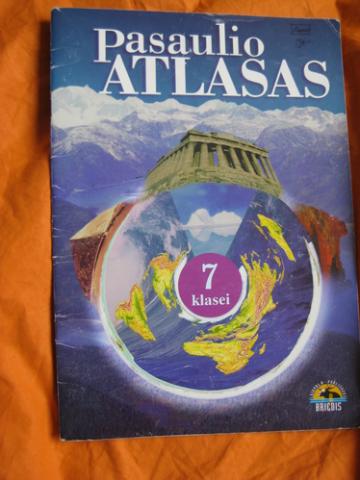 Pasaulio
ATLASAS
7
klasei
BRIEDIS